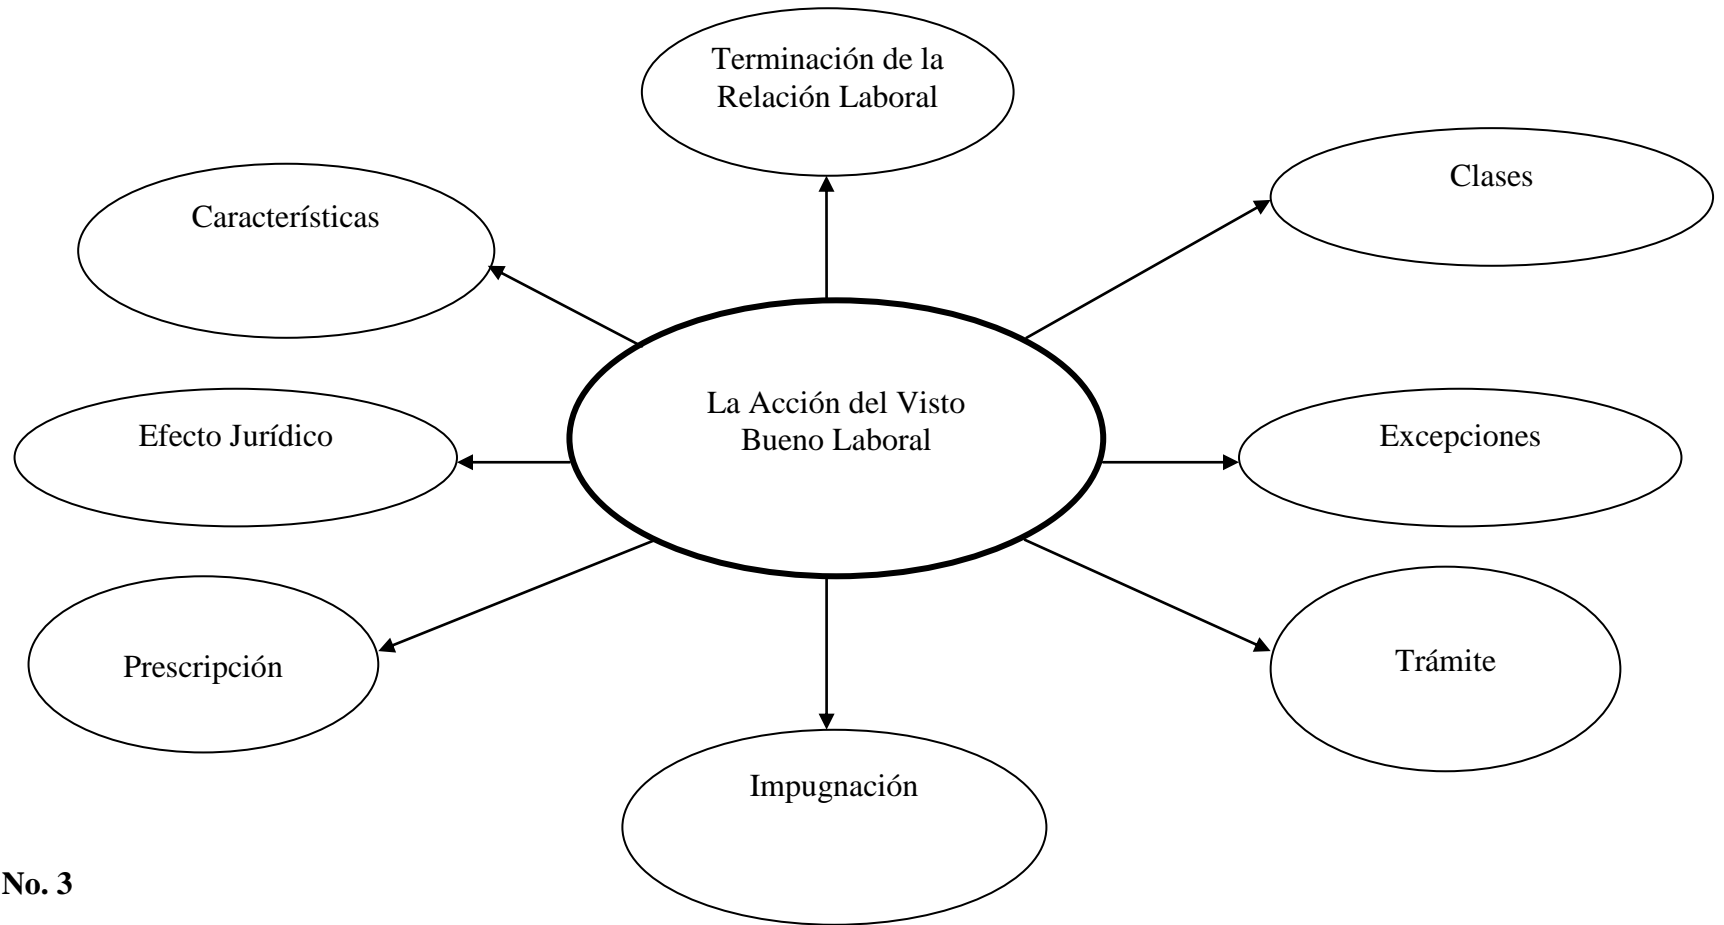 Terminación de la
Relación Laboral
Clases
Características
La Acción del Visto
Bueno Laboral
Efecto Jurídico
Excepciones
Prescripción
Trámite
Impugnación
No. 3